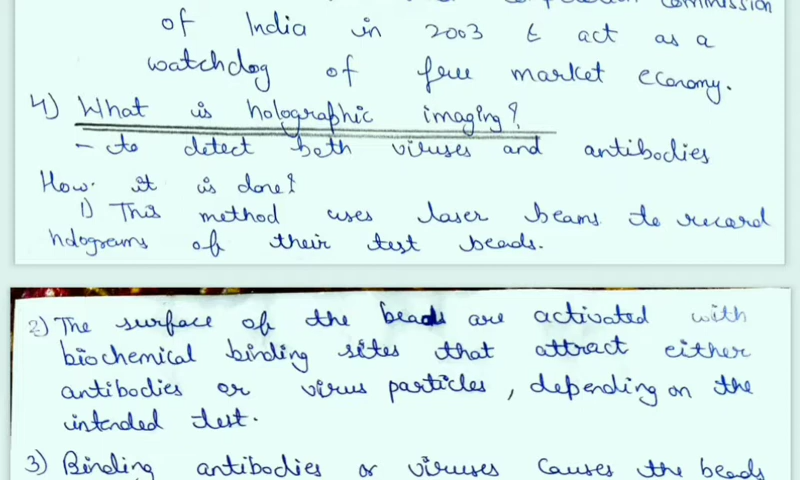 Commission
of India in 2003 & act as a
watchdog of free market economy.
4) What is holographic imaging?
- to detect both viruses and antibodies
How. it is done?
1) This method uses laser beams to record
holograms of their test beads.
2) The surface of the beads are activated with
biochemical binding sites that attract either
antibodies or virus particles, depending on the
intended test.
3) Binding antibodies or viruses causes the beads